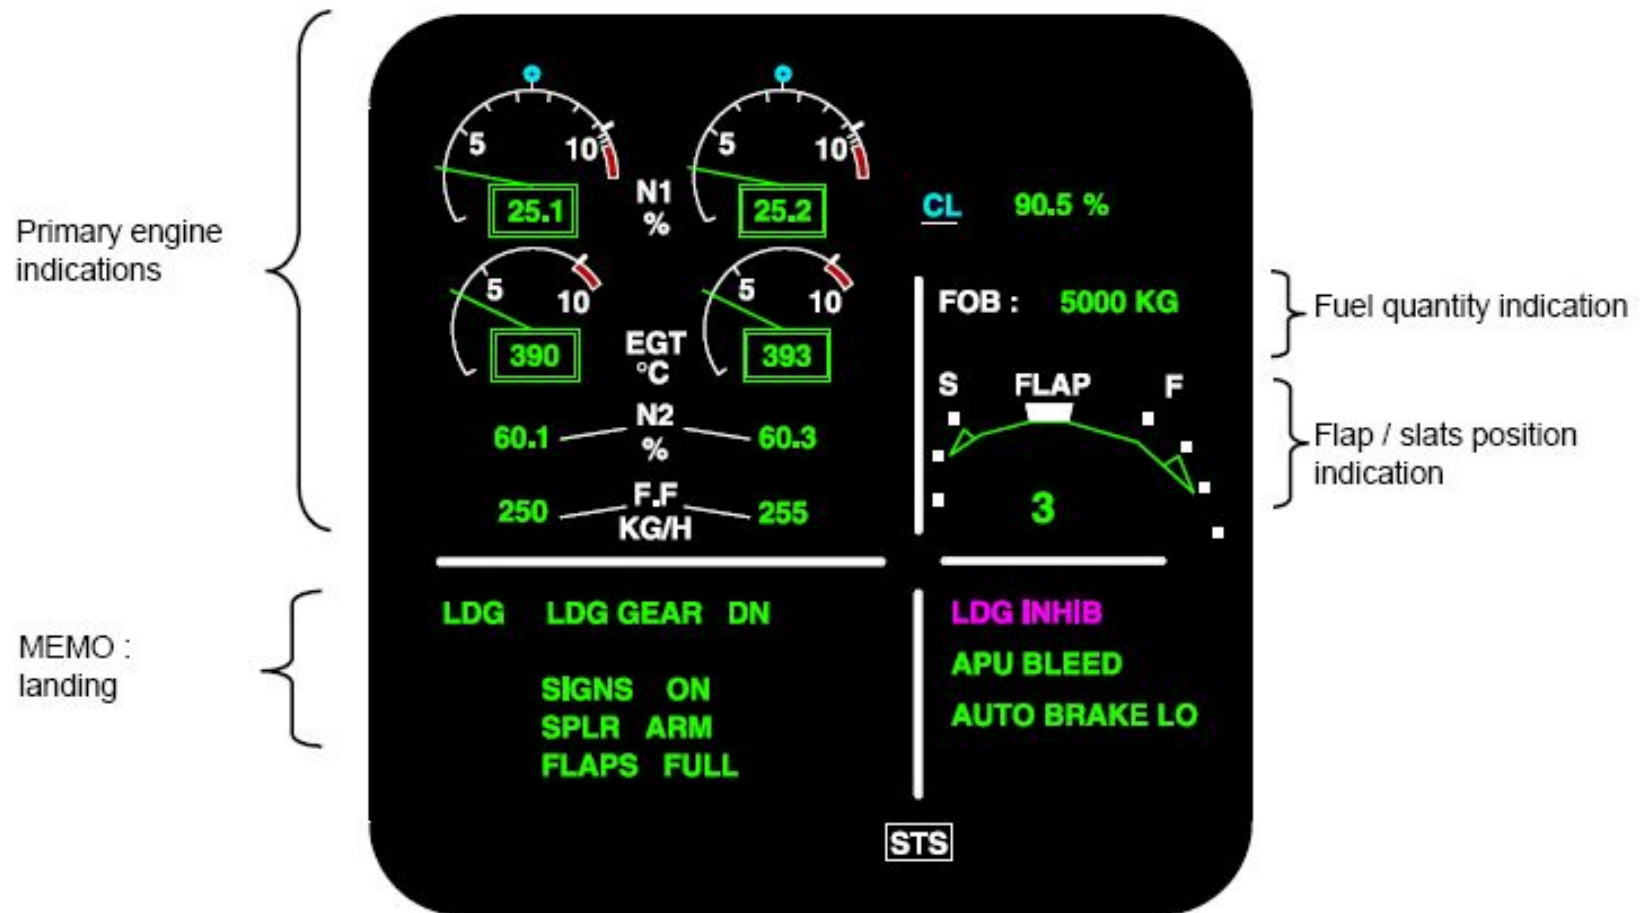 Primary engine
indications
5
10
25.1
N1
%
5
10
25.2
CL 90.5 %
5
10
390
EGT
°C
5
10
393
60.1
N2
%
60.3
250
F.F
KG/H
255
FOB : 5000 KG
Fuel quantity indication
S FLAP F
3
Flap / slats position
indication
MEMO :
landing
LDG LDG GEAR DN
SIGNS ON
SPLR ARM
FLAPS FULL
LDG INHIB
APU BLEED
AUTO BRAKE LO
STS